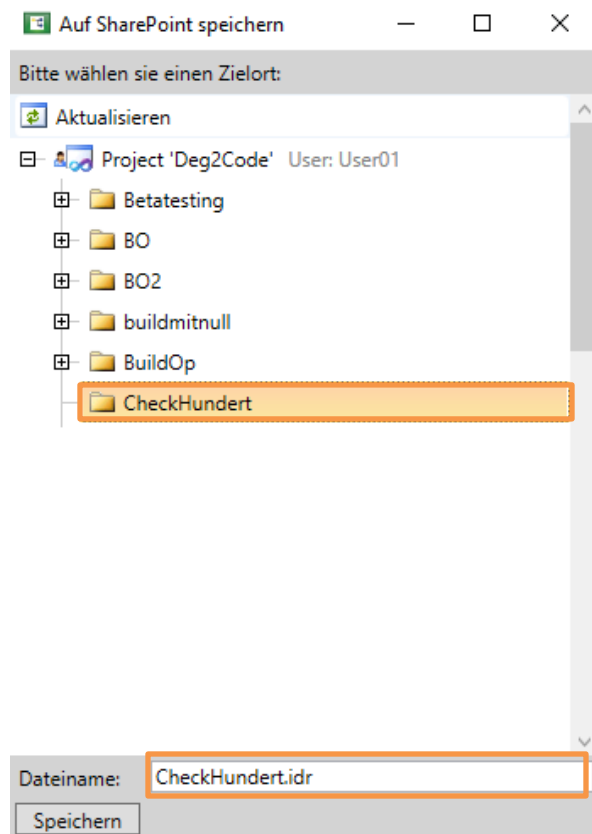 Auf SharePoint speichern
Bitte wählen sie einen Zielort:
Aktualisieren
Project 'Deg2Code' User: User01
Betatesting
BO
BO2
buildmitnull
BuildOp
CheckHundert
Dateiname: CheckHundert.idr
Speichern